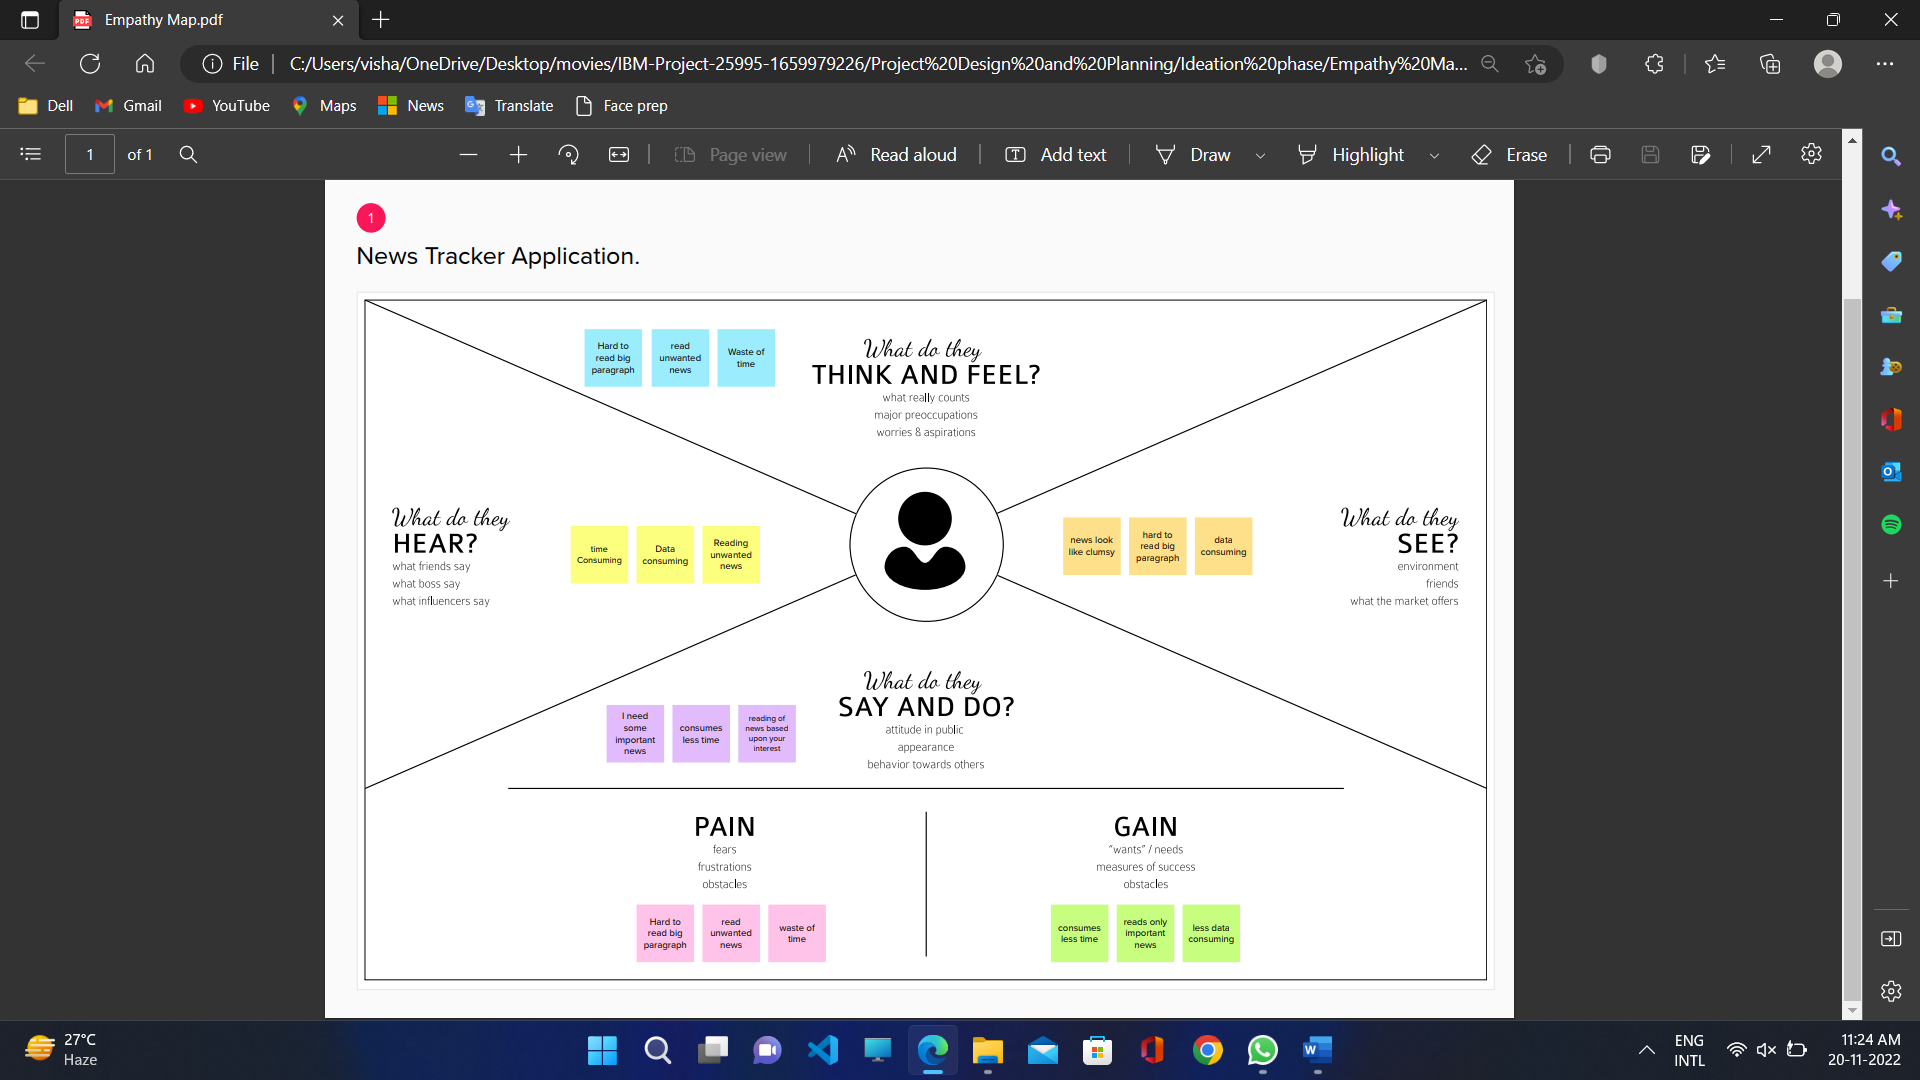 Empathy Map.pdf
File
C:/Users/visha/OneDrive/Desktop/movies/IBM-Project-25995-1659979226/Project%20Design%20and%20Planning/Ideation%20phase/Empathy%20Ma...
Dell
Gmail
YouTube
Maps
News
Translate
Face prep
1
of 1
Page view
Read aloud
Add text
Draw
Highlight
Erase
1
News Tracker Application.
Hard to
read big
paragraph
read
unwanted
news
Waste of
time
What do they
THINK AND FEEL?
what really counts
major preoccupations
worries & aspirations
What do they
HEAR?
what friends say
what boss say
what influencers say
time
Consuming
Data
consuming
Reading
unwanted
news
news look
like clumsy
hard to
read big
paragraph
data
consuming
What do they
SEE?
environment
friends
what the market offers
I need
some
important
news
consumes
less time
reading of
news based
upon your
interest
What do they
SAY AND DO?
attitude in public
appearance
behavior towards others
PAIN
fears
frustrations
obstacles
Hard to
read big
paragraph
read
unwanted
news
waste of
time
GAIN
"wants" / needs
measures of success
obstacles
consumes
less time
reads only
important
news
less data
consuming
27°C
Haze
ENG
INTL
11:24 AM
20-11-2022